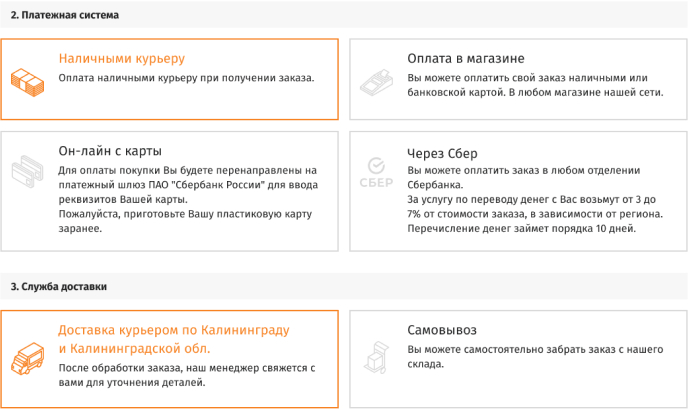 2. Платежная система
Наличными курьеру
Оплата наличными курьеру при получении заказа.
Оплата в магазине
Вы можете оплатить свой заказ наличными или
банковской картой. В любом магазине нашей сети.
Он-лайн с карты
Для оплаты покупки Вы будете перенаправлены на
платежный шлюз ПАО "Сбербанк России" для ввода
реквизитов Вашей карты.
Пожалуйста, приготовьте Вашу пластиковую карту
заранее.
СБЕР
Через Сбер
Вы можете оплатить заказ в любом отделении
Сбербанка.
За услугу по переводу денег с Вас возьмут от 3 до
7% от стоимости заказа, в зависимости от региона.
Перечисление денег займет порядка 10 дней.
3. Служба доставки
Доставка курьером по Калининграду
и Калининградской обл.
После обработки заказа, наш менеджер свяжется с
вами для уточнения деталей.
Самовывоз
Вы можете самостоятельно забрать заказ с нашего
склада.